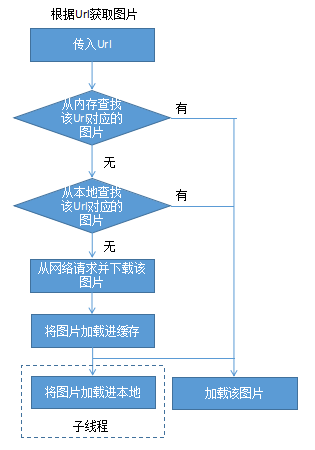 根据Url获取图片
传入Url
从内存查找
该Url对应的
图片
有
无
从本地查找
该Url对应的
图片
有
无
从网络请求并下载该
图片
将图片加载进缓存
将图片加载进本地
加载该图片
子线程